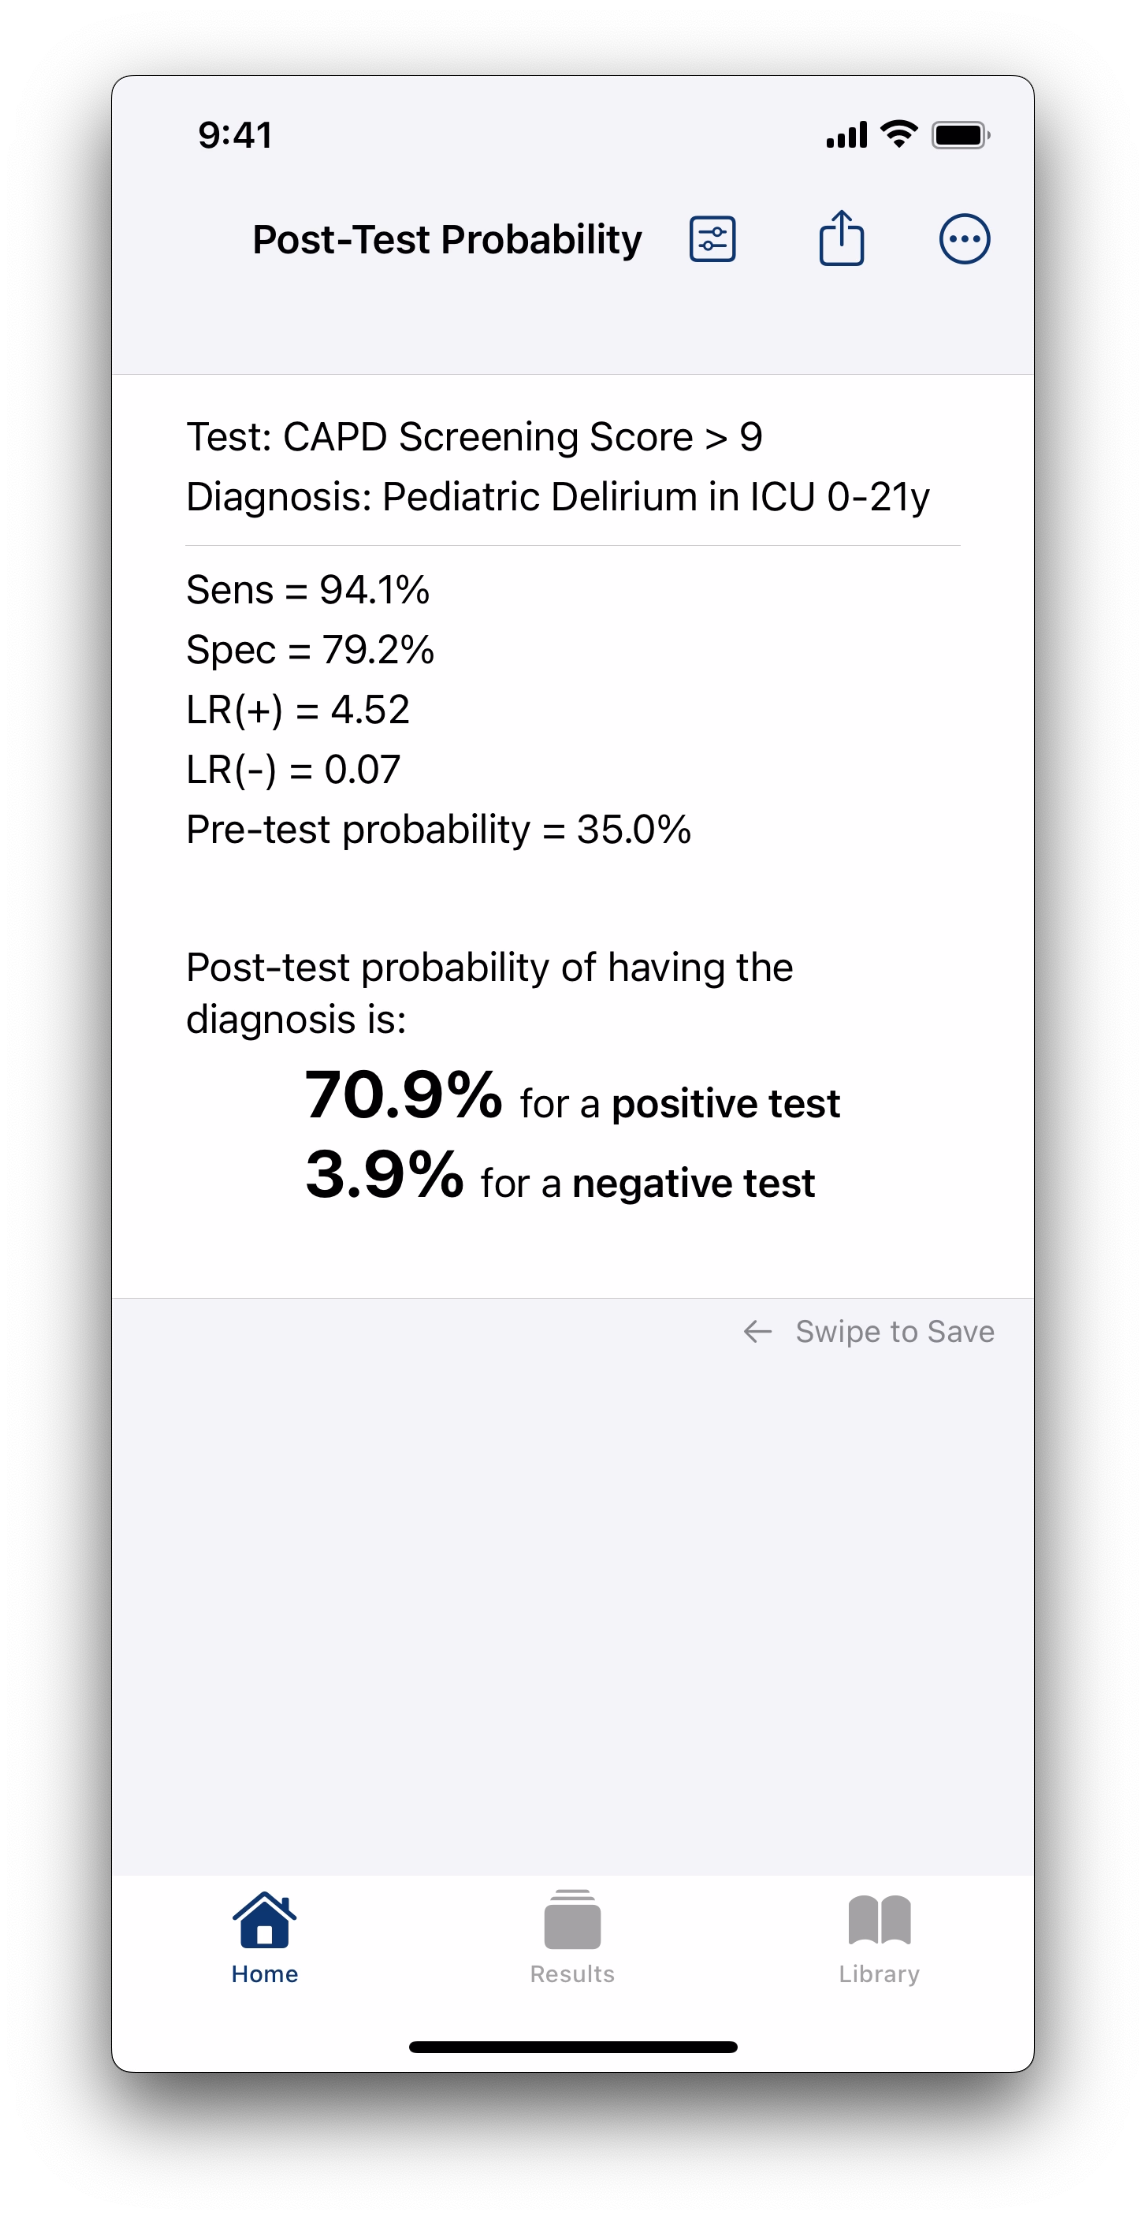 9:41
Post-Test Probability
Test: CAPD Screening Score > 9
Diagnosis: Pediatric Delirium in ICU 0-21y
Sens = 94.1%
Spec = 79.2%
LR(+) = 4.52
LR(-) = 0.07
Pre-test probability = 35.0%
Post-test probability of having the
diagnosis is:
70.9% for a positive test
3.9% for a negative test
← Swipe to Save
Home Results Library